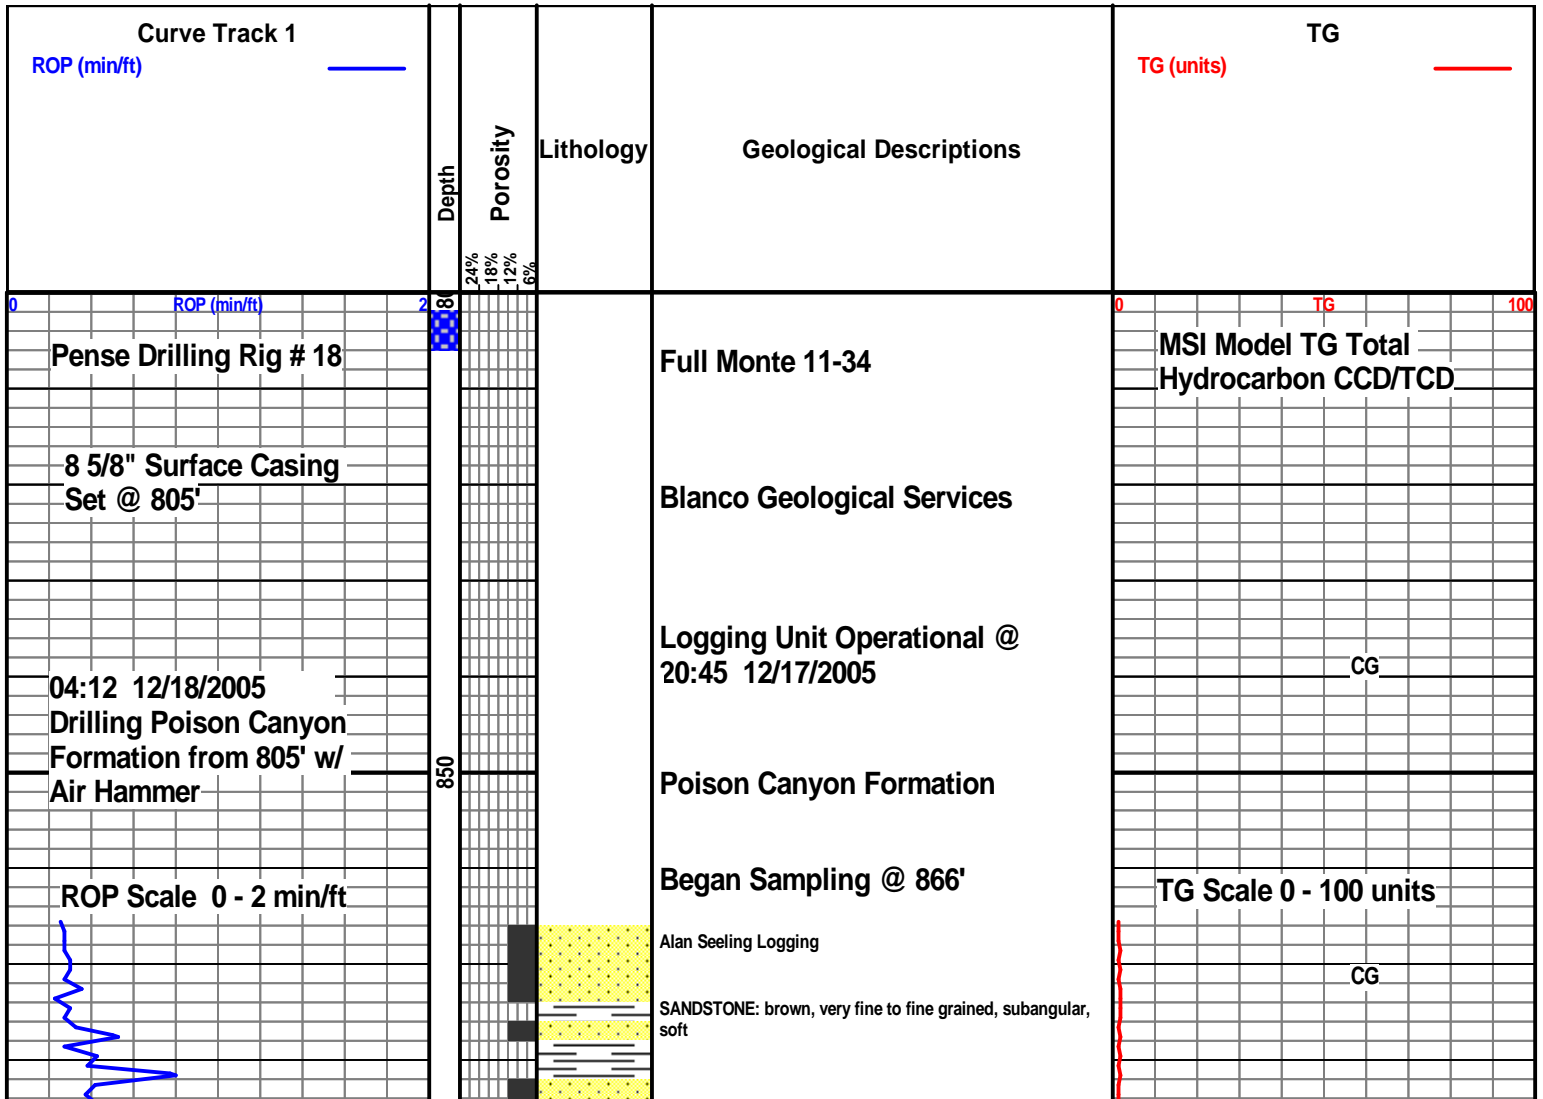 Curve Track 1
ROP (min/ft)
Depth
Porosity
24%
18%
12%
6%
Lithology
Geological Descriptions
TG
TG (units)
0 ROP (min/ft) 2
0 TG 100
Pense Drilling Rig # 18
8 5/8" Surface Casing
Set @ 805'
04:12 12/18/2005
Drilling Poison Canyon
Formation from 805' w/
Air Hammer
ROP Scale 0 - 2 min/ft
850
Full Monte 11-34
Blanco Geological Services
Logging Unit Operational @
20:45 12/17/2005
Poison Canyon Formation
Began Sampling @ 866'
Alan Seeling Logging
SANDSTONE: brown, very fine to fine grained, subangular,
soft
MSI Model TG Total
Hydrocarbon CCD/TCD
CG
TG Scale 0 - 100 units
CG